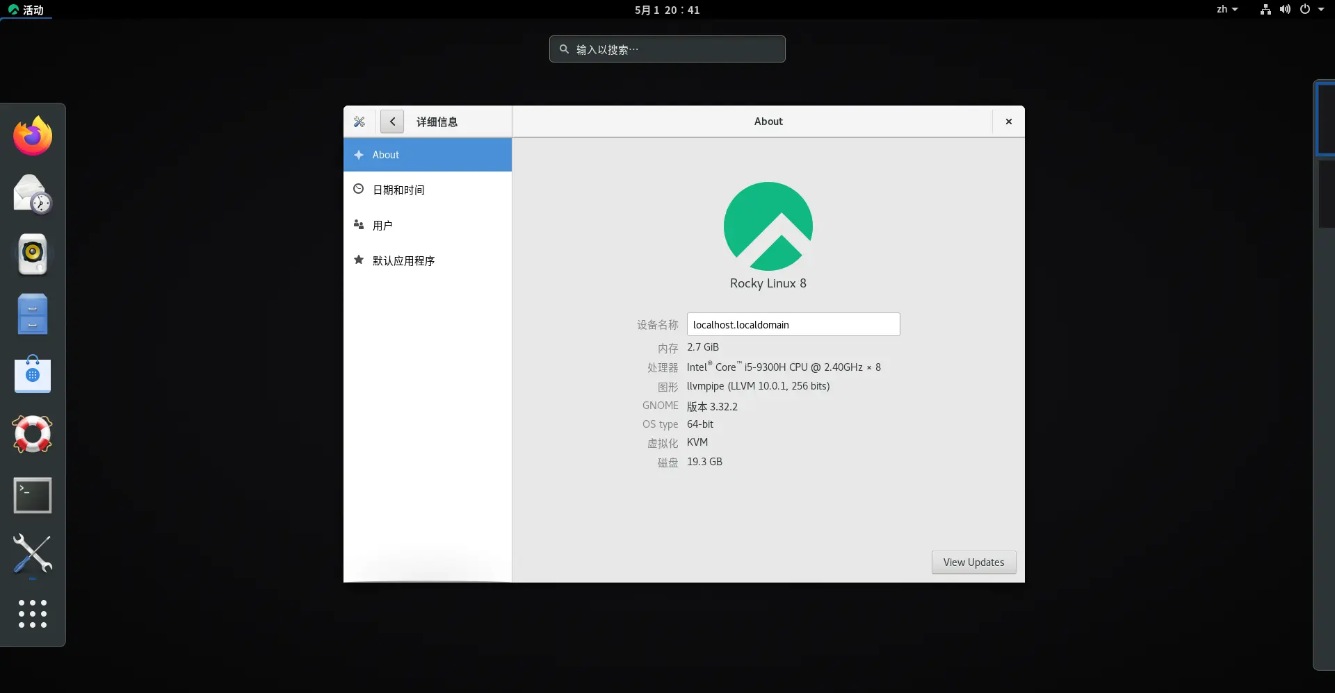 活动
5月 1 20：41
zh
输入以搜索…
详细信息
About
About
日期和时间
用户
默认应用程序
Rocky Linux 8
设备名称 localhost.localdomain
内存 2.7 GiB
处理器 Intel® Core™ i5-9300H CPU @ 2.40GHz × 8
图形 llvmpipe (LLVM 10.0.1, 256 bits)
GNOME 版本 3.32.2
OS type 64-bit
虚拟化 KVM
磁盘 19.3 GB
View Updates